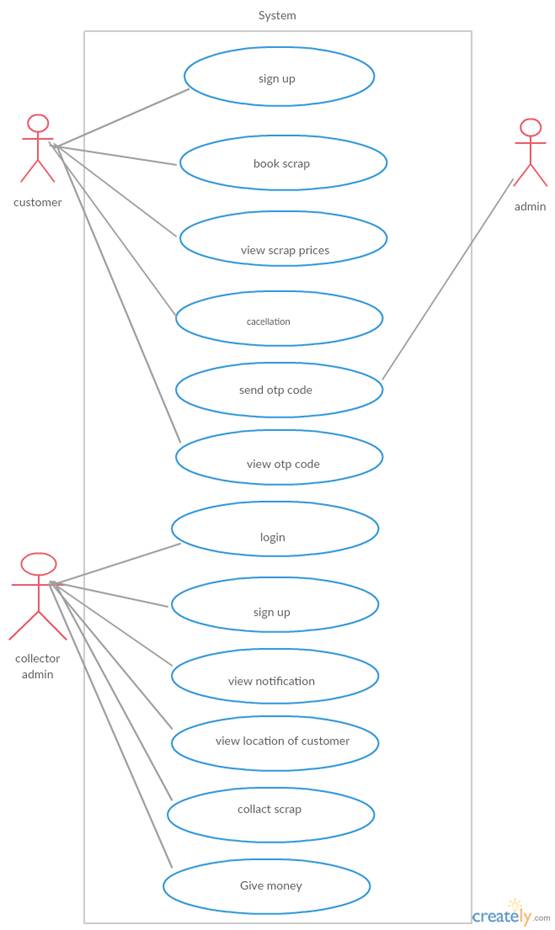 System
sign up
book scrap
customer
admin
view scrap prices
cacellation
send otp code
view otp code
login
sign up
collector
admin
view notification
view location of customer
collact scrap
Give money
creately.com